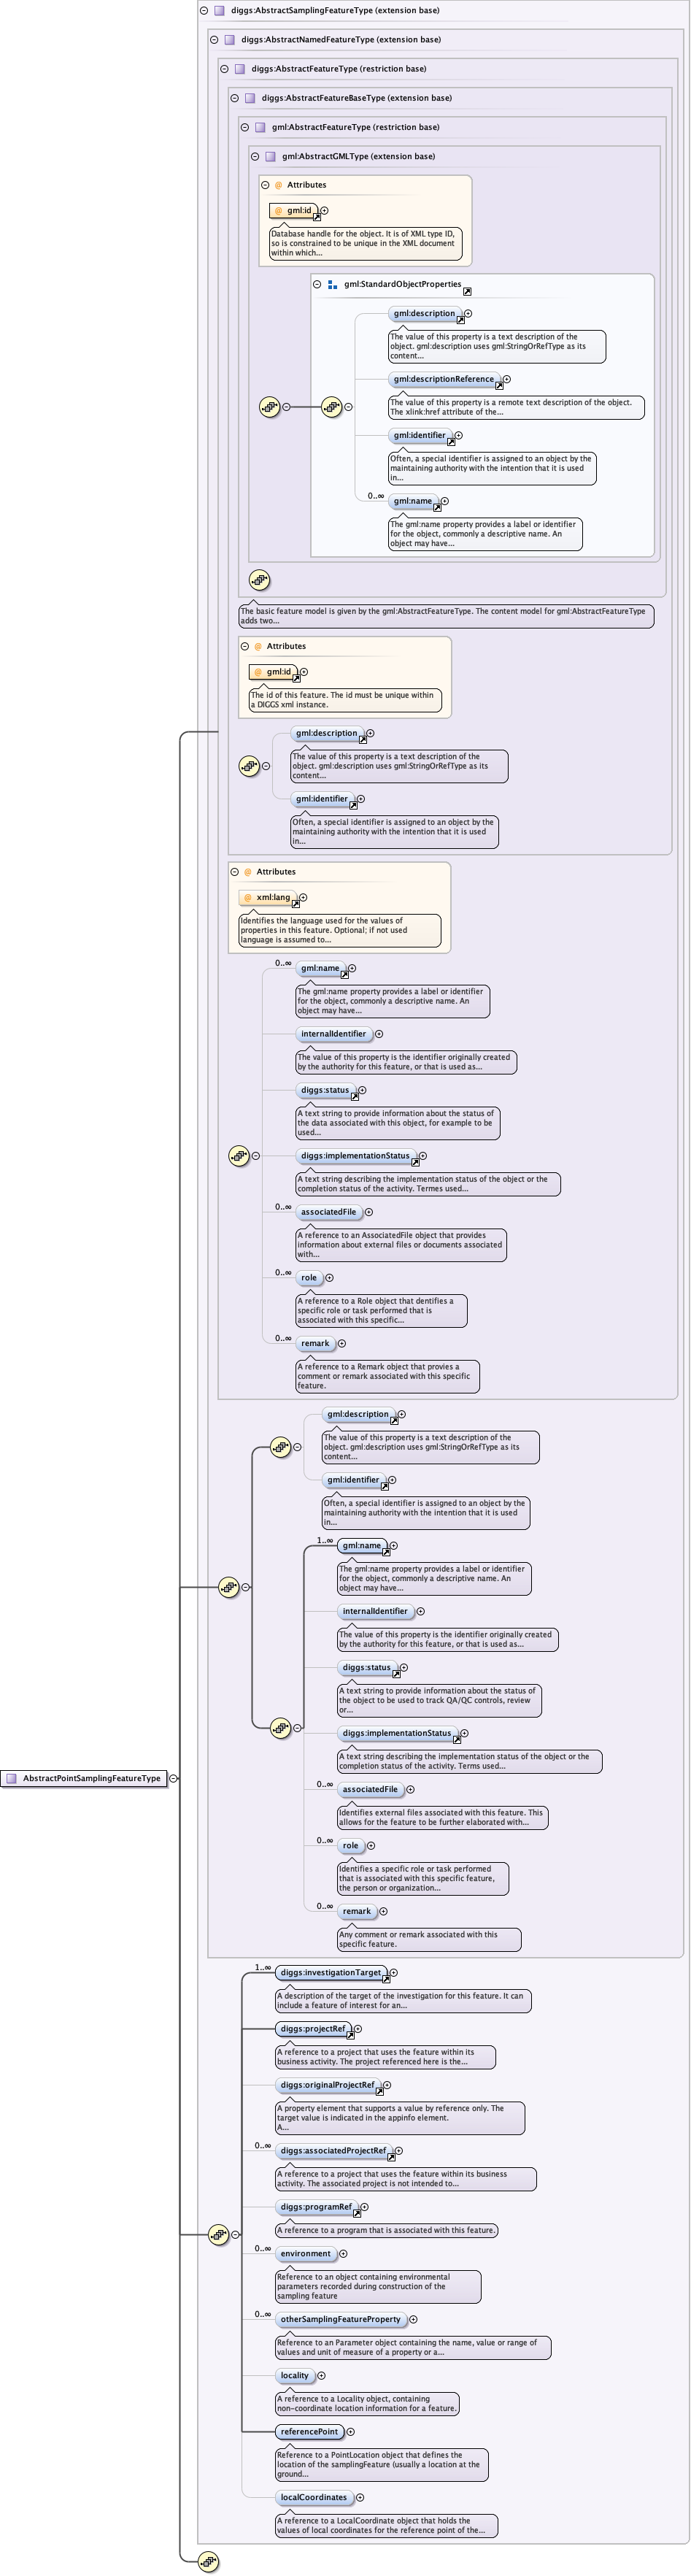 diggs:AbstractSamplingFeatureType (extension base)
diggs:AbstractNamedFeatureType (extension base)
diggs:AbstractFeatureType (restriction base)
diggs:AbstractFeatureBaseType (extension base)
gml:AbstractFeatureType (restriction base)
gml:AbstractGMLType (extension base)
@ Attributes
@ gml:id
Database handle for the object. It is of XML type ID,
so is constrained to be unique in the XML document
within which...
gml:StandardObjectProperties
gml:description
The value of this property is a text description of the
object. gml:description uses gml:StringOrRefType as its
content...
gml:descriptionReference
The value of this property is a remote text description of the object.
The xlink:href attribute of the...
gml:identifier
Often, a special identifier is assigned to an object by the
maintaining authority with the intention that it is used
in...
0..∞
gml:name
The gml:name property provides a label or identifier
for the object, commonly a descriptive name. An
object may have...
The basic feature model is given by the gml:AbstractFeatureType. The content model for gml:AbstractFeatureType
adds two...
@ Attributes
@ gml:id
The id of this feature. The id must be unique within
a DIGGS xml instance.
gml:description
The value of this property is a text description of the
object. gml:description uses gml:StringOrRefType as its
content...
gml:identifier
Often, a special identifier is assigned to an object by the
maintaining authority with the intention that it is used
in...
@ Attributes
@ xml:lang
Identifies the language used for the values of
properties in this feature. Optional; if not used
language is assumed to...
0..∞
gml:name
The gml:name property provides a label or identifier
for the object, commonly a descriptive name. An
object may have...
internalIdentifier
The value of this property is the identifier originally created
by the authority for this feature, or that is used as...
diggs:status
A text string to provide information about the status of
the data associated with this object, for example to be
used...
diggs:implementationStatus
A text string describing the implementation status of the object or the
completion status of the activity. Termes used...
0..∞
associatedFile
A reference to an AssociatedFile object that provides
information about external files or documents associated
with...
0..∞
role
A reference to a Role object that dentifies a
specific role or task performed that is
associated with this specific...
0..∞
remark
A reference to a Remark object that provies a
comment or remark associated with this specific
feature.
gml:description
The value of this property is a text description of the
object. gml:description uses gml:StringOrRefType as its
content...
gml:identifier
Often, a special identifier is assigned to an object by the
maintaining authority with the intention that it is used
in...
1..∞
gml:name
The gml:name property provides a label or identifier
for the object, commonly a descriptive name. An
object may have...
internalIdentifier
The value of this property is the identifier originally created
by the authority for this feature, or that is used as...
diggs:status
A text string to provide information about the status of
the object to be used to track QA/QC controls, review
or...
diggs:implementationStatus
A text string describing the implementation status of the object or the
completion status of the activity. Terms used...
AbstractPointSamplingFeatureType
0..∞
associatedFile
Identifies external files associated with this feature. This
allows for the feature to be further elaborated with...
0..∞
role
Identifies a specific role or task performed
that is associated with this specific feature,
the person or organization...
0..∞
remark
Any comment or remark associated with this
specific feature.
1..∞
diggs:investigationTarget
A description of the target of the investigation for this feature. It can
include a feature of interest for an...
diggs:projectRef
A reference to a project that uses the feature within its
business activity. The project referenced here is the...
diggs:originalProjectRef
A property element that supports a value by reference only. The
target value is indicated in the appinfo element.
A...
0..∞
diggs:associatedProjectRef
A reference to a project that uses the feature within its business
activity. The associated project is not intended to...
diggs:programRef
A reference to a program that is associated with this feature.
0..∞
environment
Reference to an object containing environmental
parameters recorded during construction of the
sampling feature
0..∞
otherSamplingFeatureProperty
Reference to an Parameter object containing the name, value or range of
values and unit of measure of a property or a...
locality
A reference to a Locality object, containing
non-coordinate location information for a feature.
referencePoint
Reference to a PointLocation object that defines the
location of the samplingFeature (usually a location at the
ground...
localCoordinates
A reference to a LocalCoordinate object that holds the
values of local coordinates for the reference point of the...